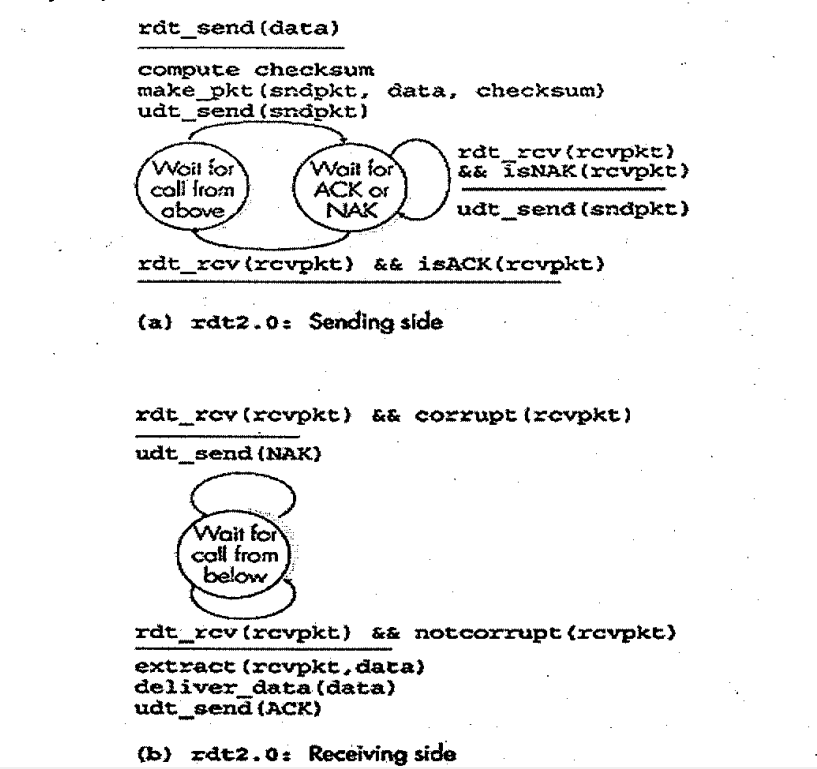 rdt_send(data)
compute checksum
make_pkt(sndpkt, data, checksum)
udt_send(sndpkt)
Wait for
call from
above
Wait for
ACK or
NAK
rdt_rcv(rcvpkt)
&& isNAK(rcvpkt)
udt_send(sndpkt)
rdt_rcv(rcvpkt) && isACK(rcvpkt)
(a) rdt2.0: Sending side
rdt_rcv(rcvpkt) && corrupt(rcvpkt)
udt_send(NAK)
Wait for
call from
below
rdt_rcv(rcvpkt) && notcorrupt(rcvpkt)
extract(rcvpkt,data)
deliver_data(data)
udt_send(ACK)
(b) rdt2.0: Receiving side